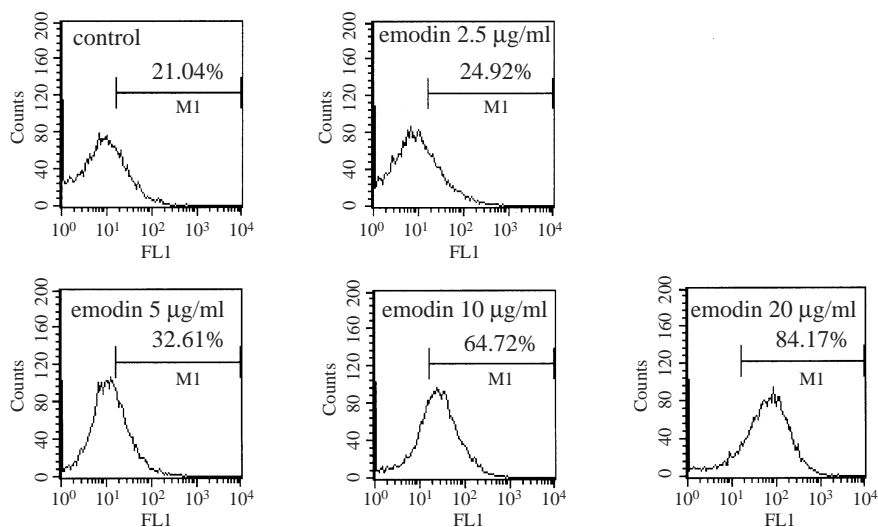 control
21.04%
M1
Counts
200
160
120
80
40
0
10⁰ 10¹ 10² 10³ 10⁴
FL1
emodin 2.5 µg/ml
24.92%
M1
Counts
200
160
120
80
40
0
10⁰ 10¹ 10² 10³ 10⁴
FL1
emodin 5 µg/ml
32.61%
M1
Counts
200
160
120
80
40
0
10⁰ 10¹ 10² 10³ 10⁴
FL1
emodin 10 µg/ml
64.72%
M1
Counts
200
160
120
80
40
0
10⁰ 10¹ 10² 10³ 10⁴
FL1
emodin 20 µg/ml
84.17%
M1
Counts
200
160
120
80
40
0
10⁰ 10¹ 10² 10³ 10⁴
FL1